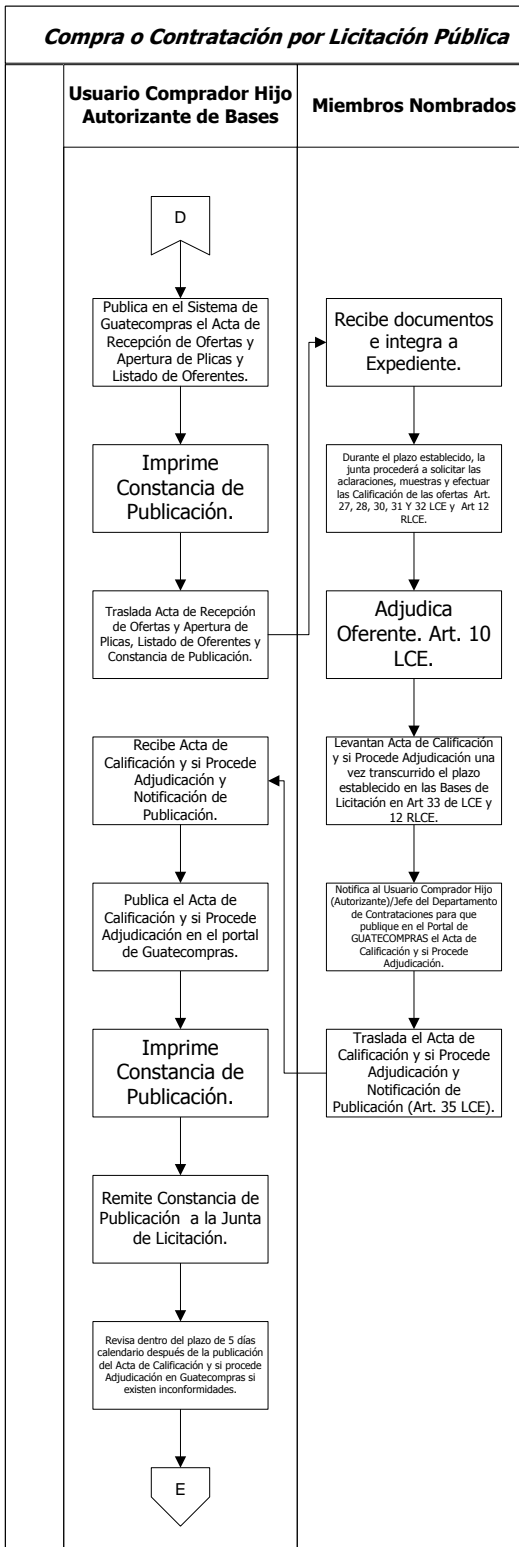 Compra o Contratación por Licitación Pública
Usuario Comprador Hijo
Autorizante de Bases
Miembros Nombrados
D
Publica en el Sistema de
Guatecompras el Acta de
Recepción de Ofertas y
Apertura de Plicas y
Listado de Oferentes.
Imprime
Constancia de
Publicación.
Traslada Acta de Recepción
de Ofertas y Apertura de
Plicas, Listado de Oferentes y
Constancia de Publicación.
Recibe documentos
e integra a
Expediente.
Durante el plazo establecido, la
junta procederá a solicitar las
aclaraciones, muestras y efectuar
las Calificación de las ofertas Art.
27, 28, 30, 31 Y 32 LCE y Art 12
RLCE.
Adjudica
Oferente. Art. 10
LCE.
Levantan Acta de Calificación
y si Procede Adjudicación una
vez transcurrido el plazo
establecido en las Bases de
Licitación en Art 33 de LCE y
12 RLCE.
Notifica al Usuario Comprador Hijo
(Autorizante)/Jefe del Departamento
de Contrataciones para que
publique en el Portal de
GUATECOMPRAS el Acta de
Calificación y si Procede
Adjudicación.
Traslada el Acta de
Calificación y si Procede
Adjudicación y
Notificación de
Publicación (Art. 35 LCE).
Recibe Acta de
Calificación y si Procede
Adjudicación y
Notificación de
Publicación.
Publica el Acta de
Calificación y si Procede
Adjudicación en el portal
de Guatecompras.
Imprime
Constancia de
Publicación.
Remite Constancia de
Publicación a la Junta
de Licitación.
Revisa dentro del plazo de 5 días
calendario después de la publicación
del Acta de Calificación y si procede
Adjudicación en Guatecompras si
existen inconformidades.
E